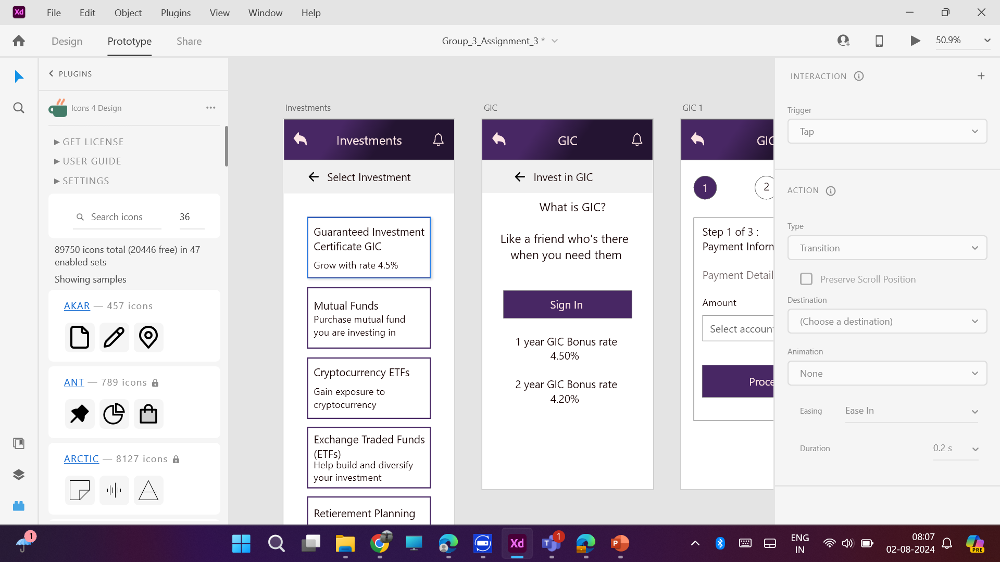 Xd File Edit Object Plugins View Window Help
Design Prototype Share Group_3_Assignment_3 * 50.9%
PLUGINS
Icons 4 Design
GET LICENSE
USER GUIDE
SETTINGS
Search icons 36
89750 icons total (20446 free) in 47
enabled sets
Showing samples
AKAR — 457 icons
ANT — 789 icons
ARCTIC — 8127 icons
Investments
Investments
Select Investment
Guaranteed Investment
Certificate GIC
Grow with rate 4.5%
Mutual Funds
Purchase mutual fund
you are investing in
Cryptocurrency ETFs
Gain exposure to
cryptocurrency
Exchange Traded Funds
(ETFs)
Help build and diversify
your investment
Retierement Planning
GIC
GIC
Invest in GIC
What is GIC?
Like a friend who's there
when you need them
Sign In
1 year GIC Bonus rate
4.50%
2 year GIC Bonus rate
4.20%
GIC 1
GIC
1 2
Step 1 of 3 :
Payment Inform
Payment Detail
Amount
Select accoun
Proce
INTERACTION
Trigger
Tap
ACTION
Type
Transition
Preserve Scroll Position
Destination
(Choose a destination)
Animation
None
Easing Ease In
Duration 0.2 s
1
Xd
T
1
P
ENG
IN
08:07
02-08-2024
PRE